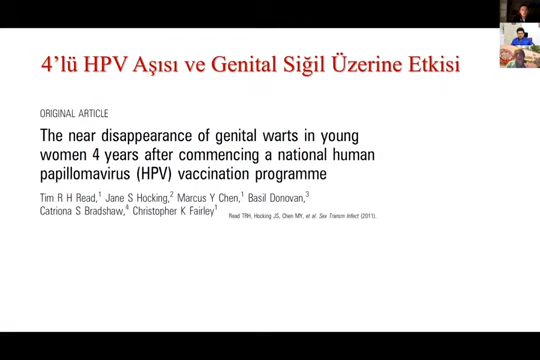 4’lü HPV Aşısı ve Genital Siğil Üzerine Etkisi
ORIGINAL ARTICLE
The near disappearance of genital warts in young
women 4 years after commencing a national human
papillomavirus (HPV) vaccination programme
Tim R H Read,1 Jane S Hocking,2 Marcus Y Chen,1 Basil Donovan,3
Catriona S Bradshaw,4 Christopher K Fairley1
Read TRH, Hocking JS, Chen MY, et al. Sex Transm Infect (2011).